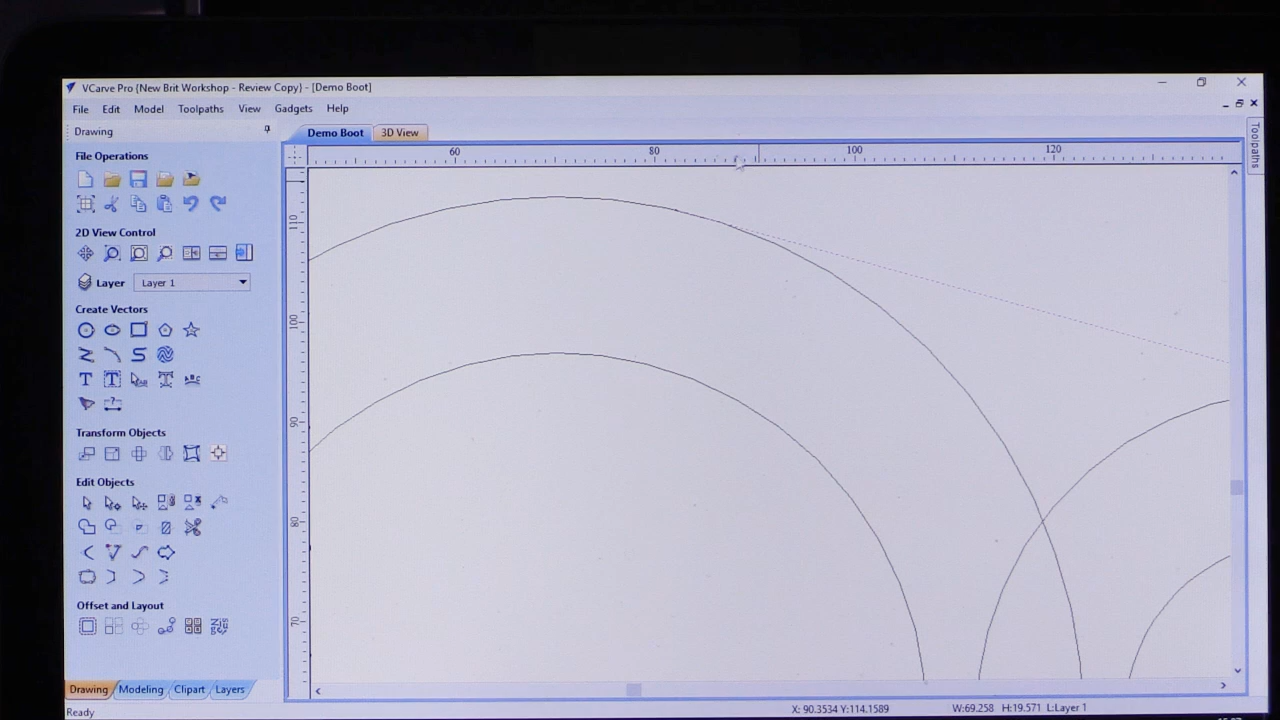 VCarve Pro {New Brit Workshop - Review Copy} - [Demo Boot]
File Edit Model Toolpaths View Gadgets Help
Drawing
Demo Boot 3D View
Toolpaths
60 80 100 120
File Operations
110
2D View Control
Layer Layer 1
Create Vectors
100
90
Transform Objects
Edit Objects
80
Offset and Layout
70
Drawing Modeling Clipart Layers
Ready
X: 90.3534 Y:114.1589 W:69.258 H:19.571 L:Layer 1